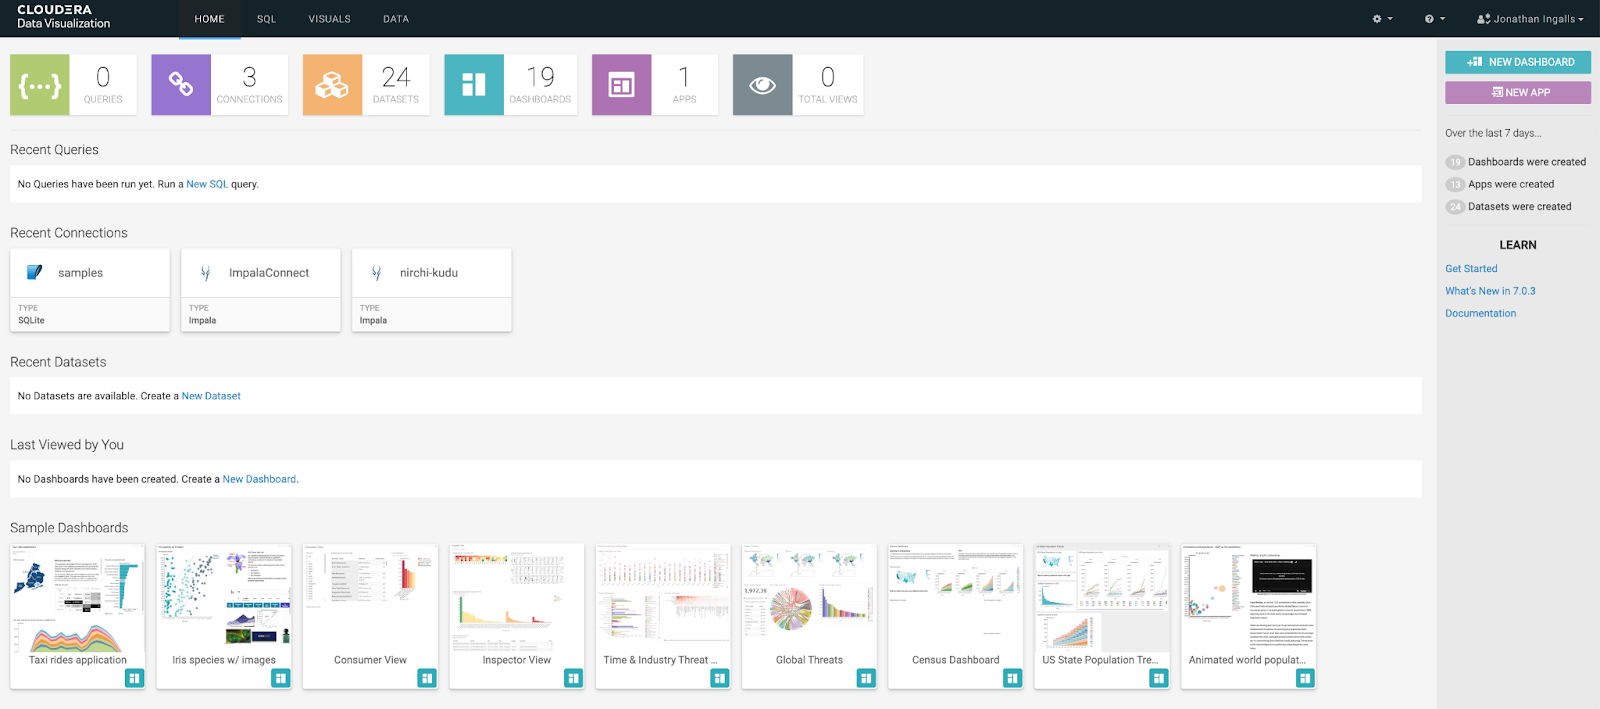 CLOUDERA
Data Visualization
HOME
SQL
VISUALS
DATA
Jonathan Ingalls
0
QUERIES
3
CONNECTIONS
24
DATASETS
19
DASHBOARDS
1
APPS
0
TOTAL VIEWS
NEW DASHBOARD
NEW APP
Over the last 7 days...
19 Dashboards were created
13 Apps were created
24 Datasets were created
LEARN
Get Started
What's New in 7.0.3
Documentation
Recent Queries
No Queries have been run yet. Run a New SQL query.
Recent Connections
samples
TYPE
SQLite
ImpalaConnect
TYPE
Impala
nirchi-kudu
TYPE
Impala
Recent Datasets
No Datasets are available. Create a New Dataset
Last Viewed by You
No Dashboards have been created. Create a New Dashboard.
Sample Dashboards
Taxi rides application
Iris species w/ images
Consumer View
Inspector View
Time & Industry Threat ...
Global Threats
Census Dashboard
US State Population Tre...
Animated world populat...